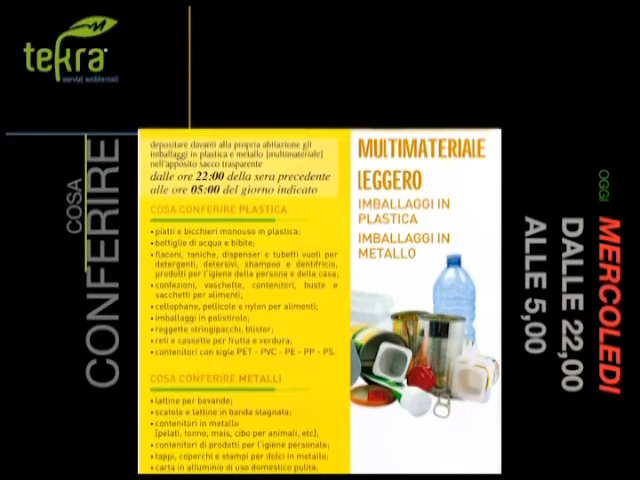 tekra
servizi ambientali
COSA
CONFERIRE
depositare davanti alla propria abitazione gli
imballaggi in plastica e metallo [multimateriale]
nell'apposito sacco trasparente
dalle ore 22:00 della sera precedente
alle ore 05:00 del giorno indicato
COSA CONFERIRE PLASTICA
• piatti e bicchieri monouso in plastica;
• bottiglie di acqua e bibite;
• flaconi, taniche, dispenser e tubetti vuoti per
detergenti, detersivi, shampoo e dentifricio,
prodotti per l'igiene della persona e della casa;
• confezioni, vaschette, contenitori, buste e
sacchetti per alimenti;
• cellophane, pellicole e nylon per alimenti;
• imballaggi in polistirolo;
• reggette stringipacchi, blister;
• reti e cassette per frutta e verdura;
• contenitori con sigle PET - PVC - PE - PP - PS.
COSA CONFERIRE METALLI
• lattine per bevande;
• scatole e lattine in banda stagnata;
• contenitori in metallo
[pelati, tonno, mais, cibo per animali, etc];
• contenitori di prodotti per l'igiene personale;
• tappi, coperchi e stampi per dolci in metallo;
• carta in alluminio di uso domestico pulita.
MULTIMATERIALE
LEGGERO
IMBALLAGGI IN
PLASTICA
IMBALLAGGI IN
METALLO
OGGI
MERCOLEDI
DALLE 22,00
ALLE 5,00